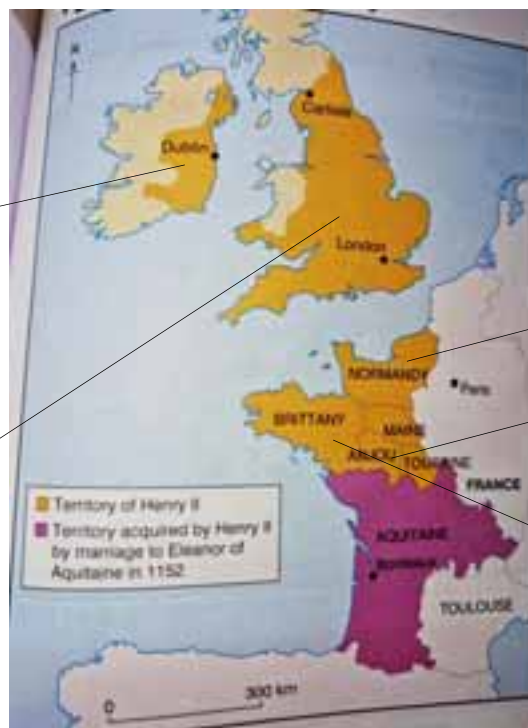 N
Carlisle
Dublin
London
NORMANDY
Paris
BRITTANY
MAINE
ANJOU
TOURAINE
FRANCE
Territory of Henry II
Territory acquired by Henry II
by marriage to Eleanor of
Aquitaine in 1152
AQUITAINE
BORDEAUX
TOULOUSE
0
300 km